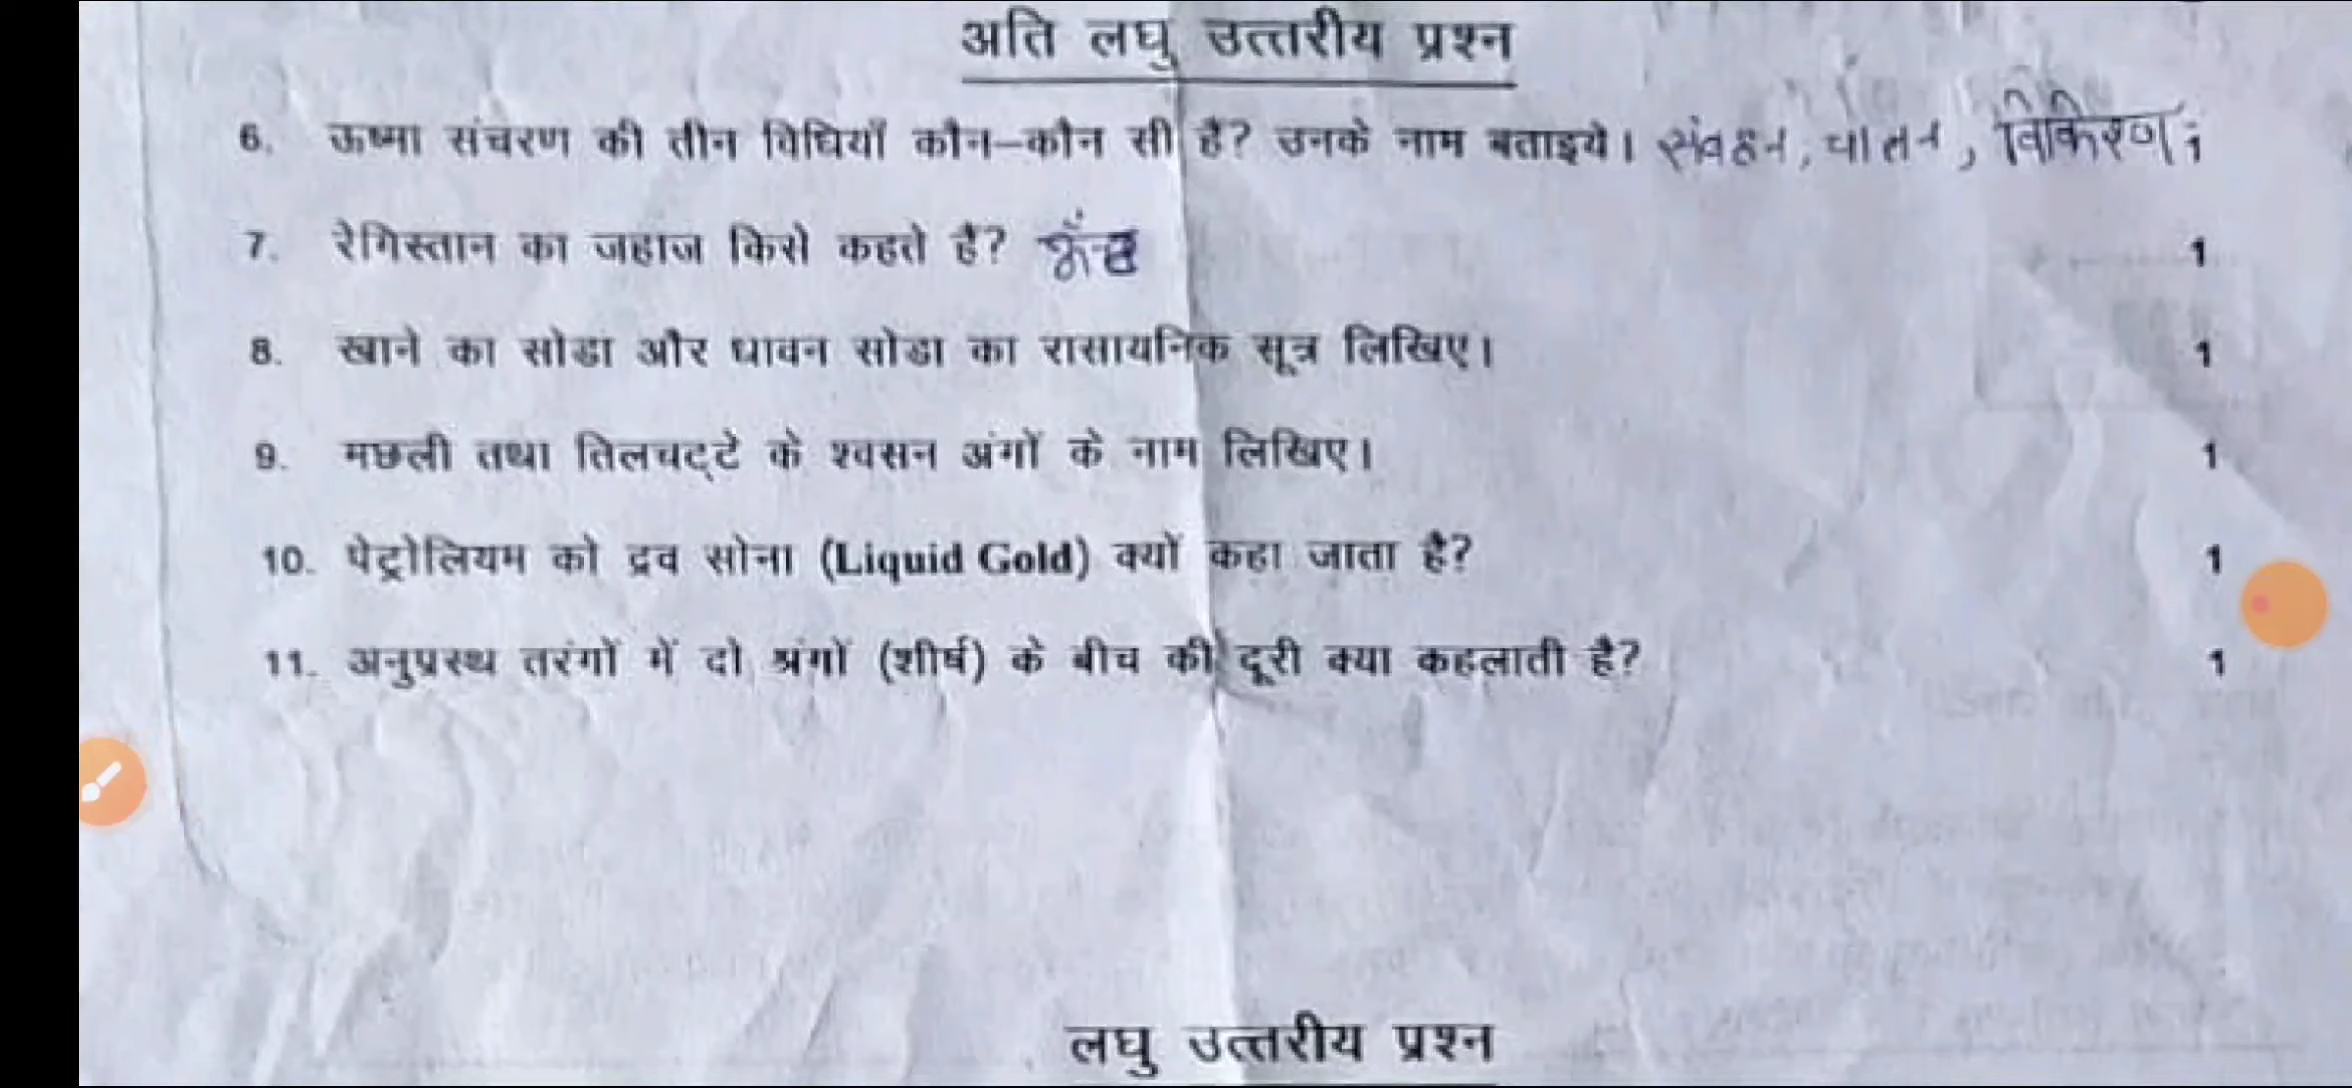 अति लघु उत्तरीय प्रश्न
6. ऊष्मा संचरण की तीन विधियाँ कौन–कौन सी हैं? उनके नाम बताइये। संवहन, चालन, विकिरण 1
7. रेगिस्तान का जहाज किसे कहते हैं? ऊँट 1
8. खाने का सोडा और धावन सोडा का रासायनिक सूत्र लिखिए। 1
9. मछली तथा तिलचट्टे के श्वसन अंगों के नाम लिखिए। 1
10. पेट्रोलियम को द्रव सोना (Liquid Gold) क्यों कहा जाता है? 1
11. अनुप्रस्थ तरंगों में दो श्रंगों (शीर्ष) के बीच की दूरी क्या कहलाती है? 1
लघु उत्तरीय प्रश्न